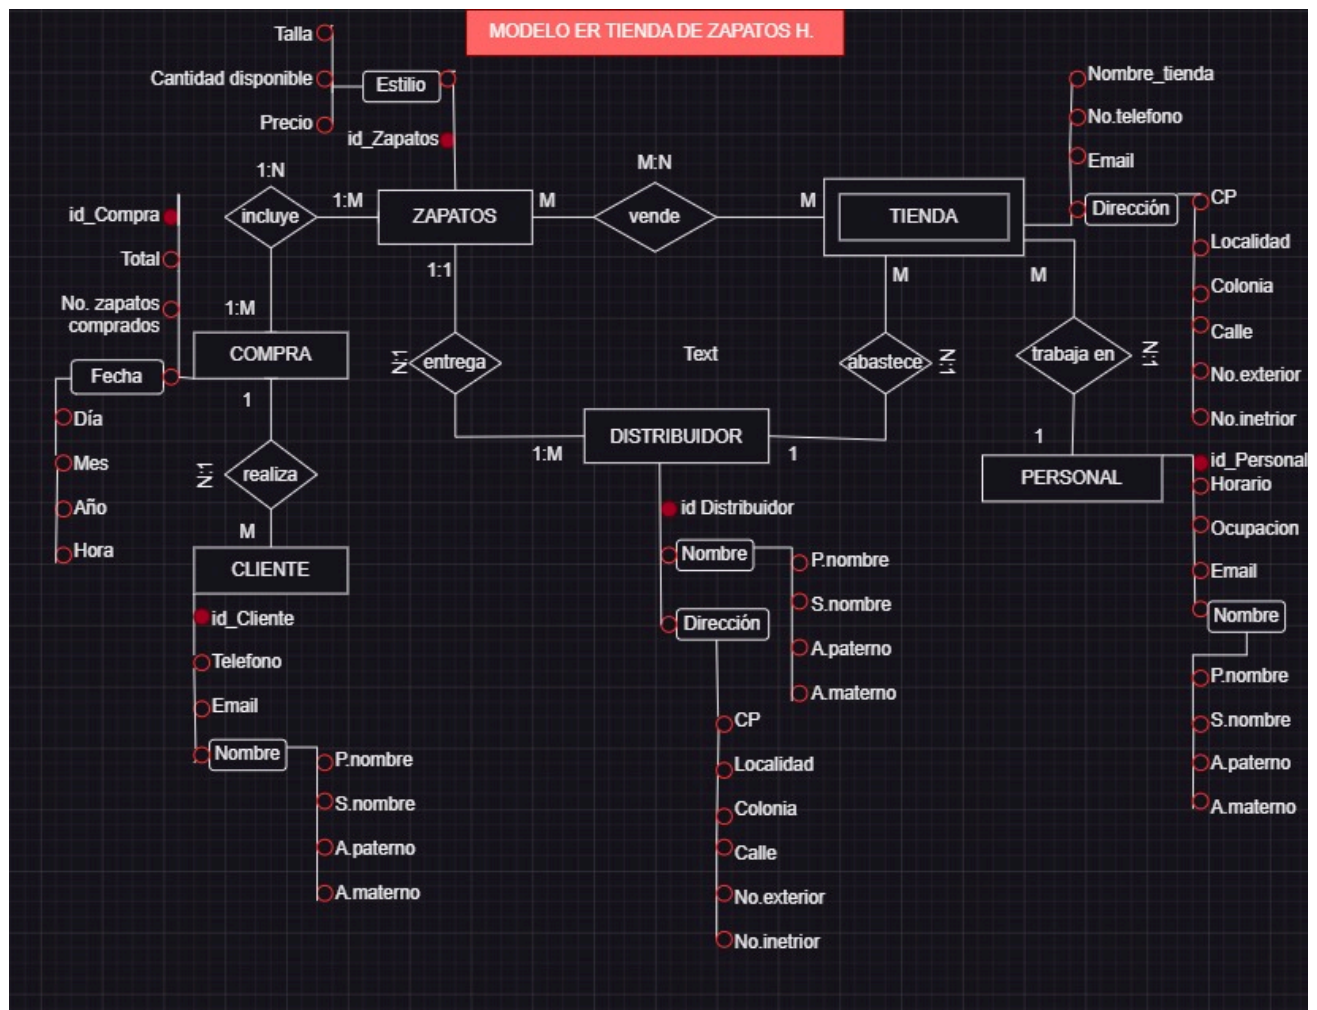 MODELO ER TIENDA DE ZAPATOS H.
Talla
Cantidad disponible
Precio
Estilio
id_Zapatos
1:N
incluye
1:M
ZAPATOS
M
M:N
vende
M
TIENDA
Nombre_tienda
No.telefono
Email
Dirección
CP
Localidad
Colonia
Calle
No.exterior
No.inetrior
id_Compra
Total
No. zapatos
comprados
Fecha
Día
Mes
Año
Hora
1:M
COMPRA
1
N:1
realiza
M
CLIENTE
id_Cliente
Telefono
Email
Nombre
P.nombre
S.nombre
A.paterno
A.materno
1:1
N:1
entrega
1:M
Text
DISTRIBUIDOR
1
M
abastece
N:1
M
trabaja en
N:1
1
PERSONAL
id_Personal
Horario
Ocupacion
Email
Nombre
P.nombre
S.nombre
A.paterno
A.materno
id Distribuidor
Nombre
P.nombre
S.nombre
A.paterno
A.materno
Dirección
CP
Localidad
Colonia
Calle
No.exterior
No.inetrior